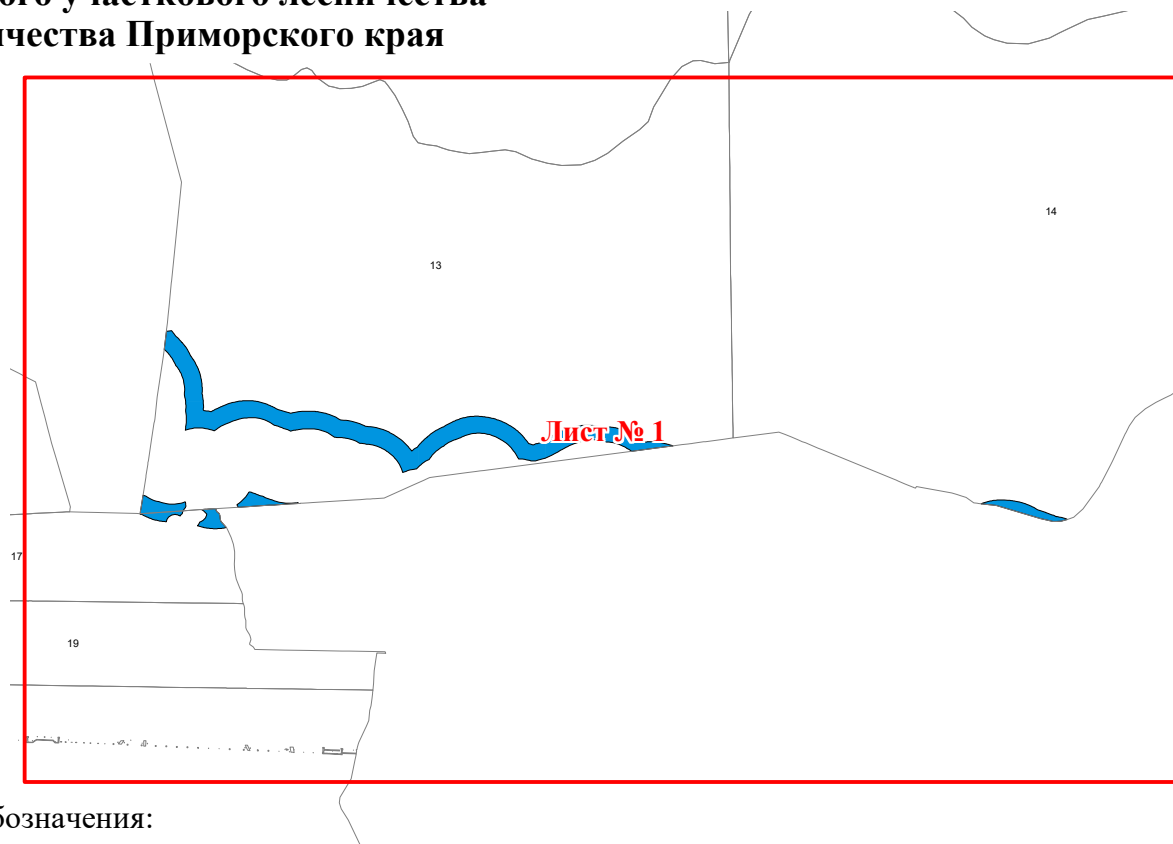 ого участкового лесничества
ичества Приморского края
14
13
Лист № 1
17
19
бозначения: